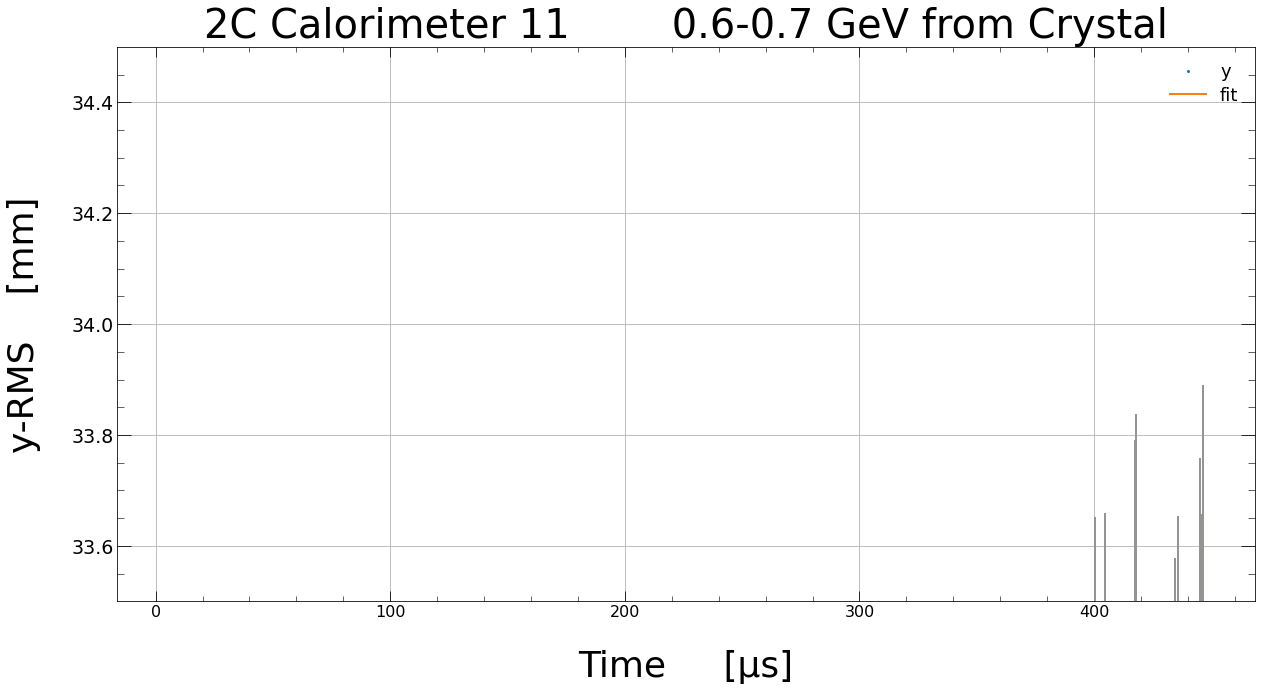 2C Calorimeter 11 0.6-0.7 GeV from Crystal
y
fit
34.4
34.2
34.0
33.8
33.6
y-RMS [mm]
0 100 200 300 400
Time [μs]